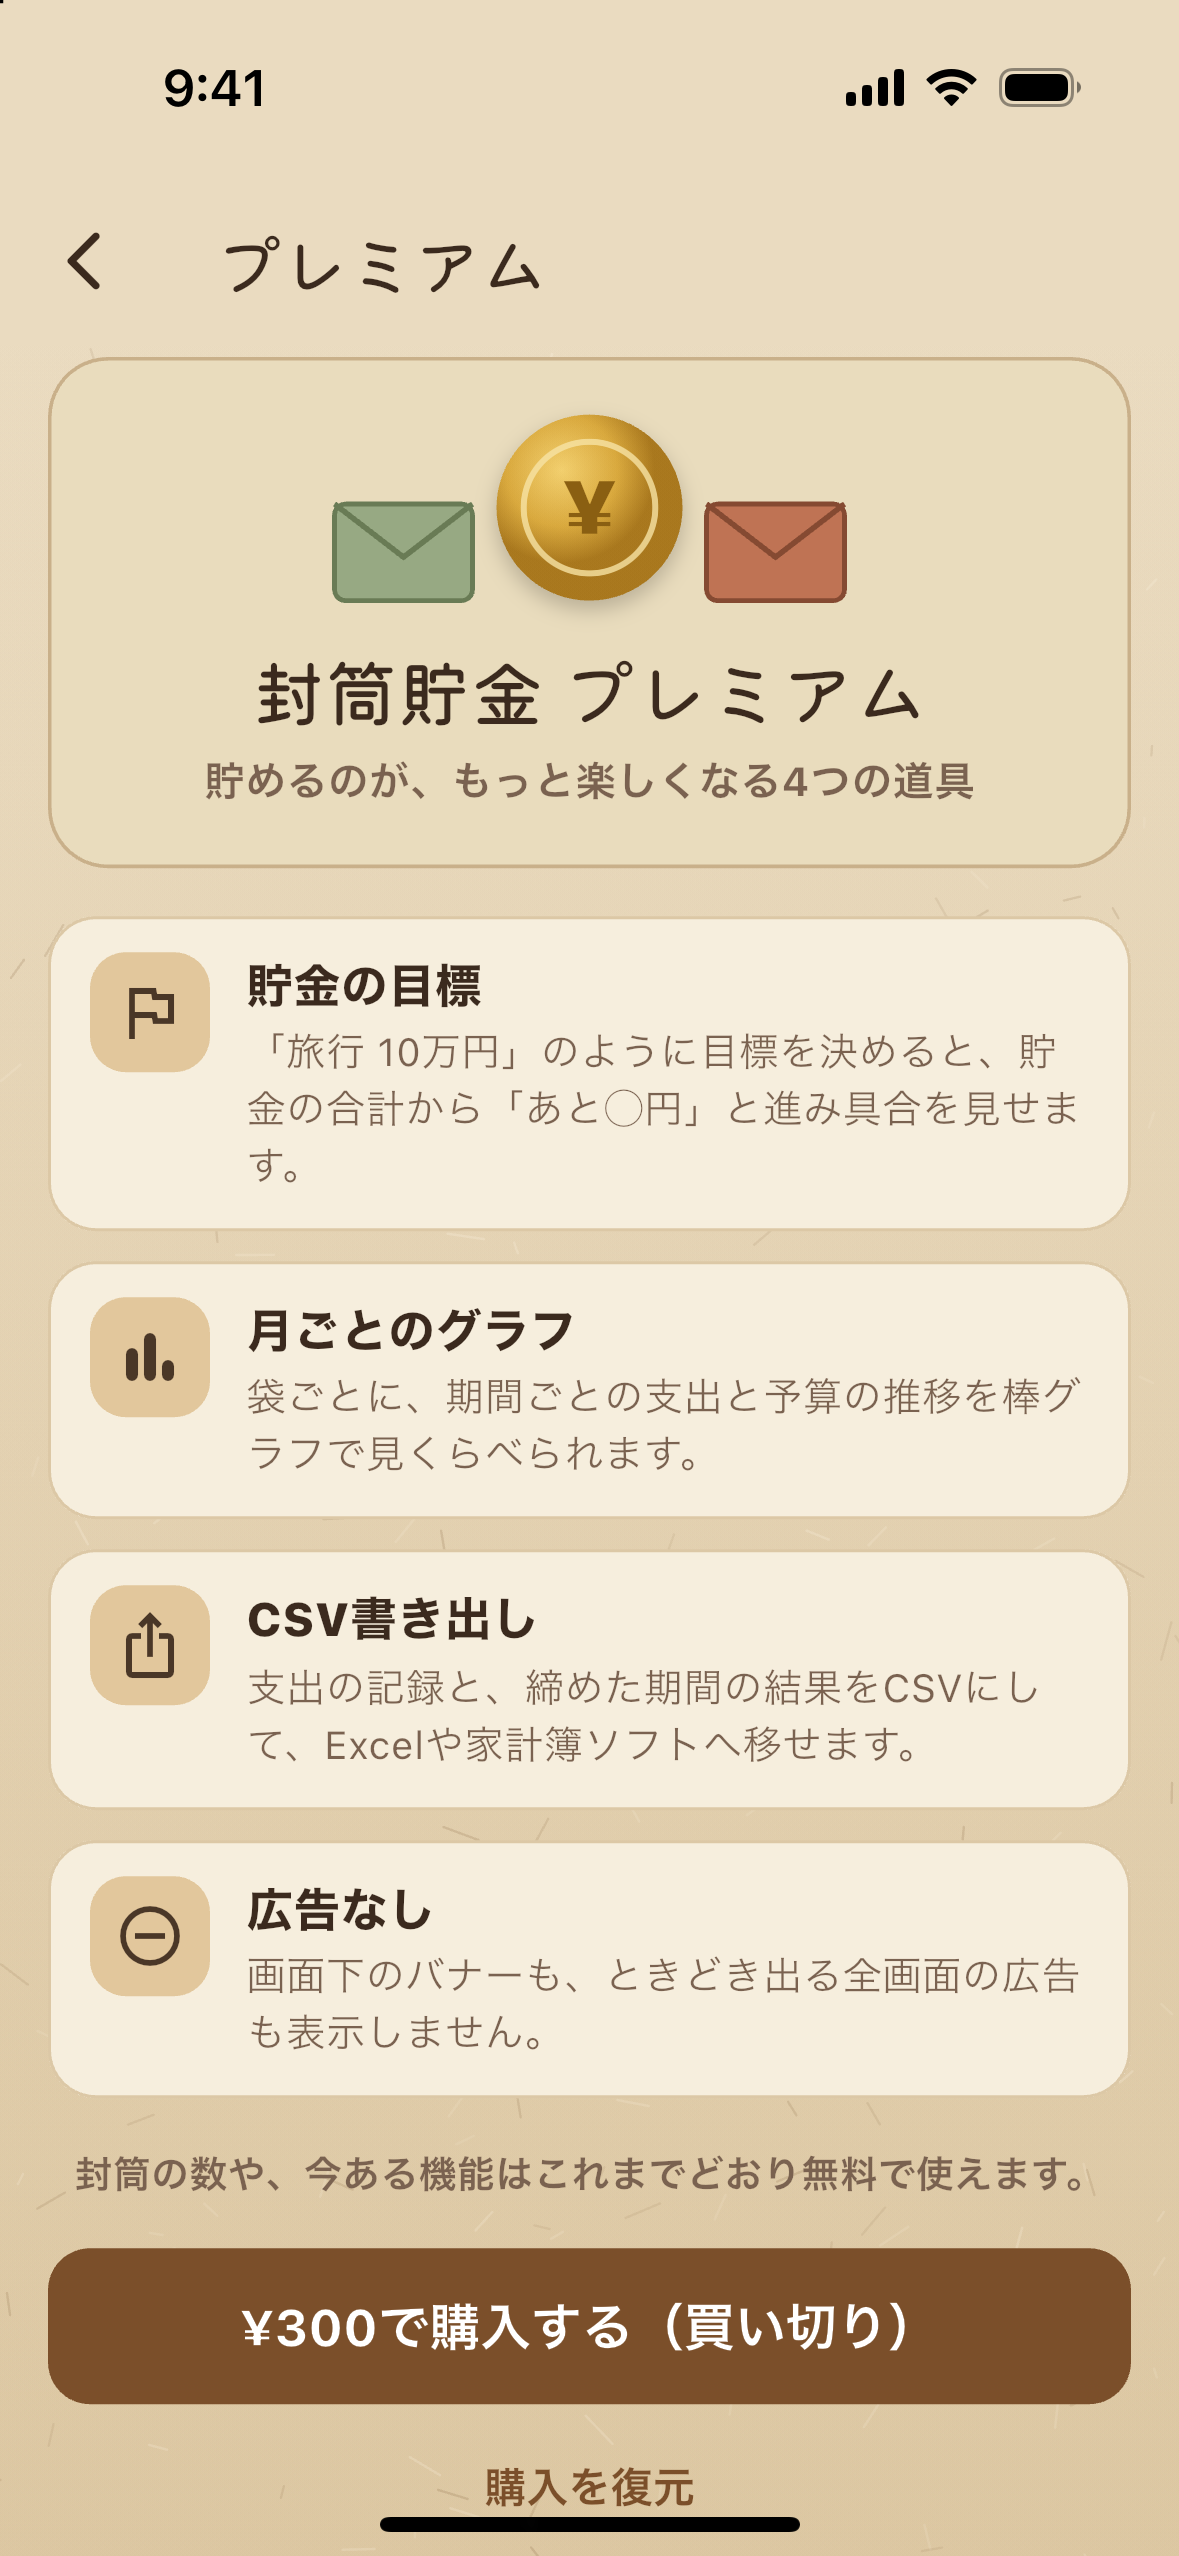 9:41
プレミアム
¥
封筒貯金 プレミアム
貯めるのが、もっと楽しくなる4つの道具
貯金の目標
「旅行 10万円」のように目標を決めると、貯
金の合計から「あと◯円」と進み具合を見せま
す。
月ごとのグラフ
袋ごとに、期間ごとの支出と予算の推移を棒グ
ラフで見くらべられます。
CSV書き出し
支出の記録と、締めた期間の結果をCSVにし
て、Excelや家計簿ソフトへ移せます。
広告なし
画面下のバナーも、ときどき出る全画面の広告
も表示しません。
封筒の数や、今ある機能はこれまでどおり無料で使えます。
¥300で購入する（買い切り）
購入を復元